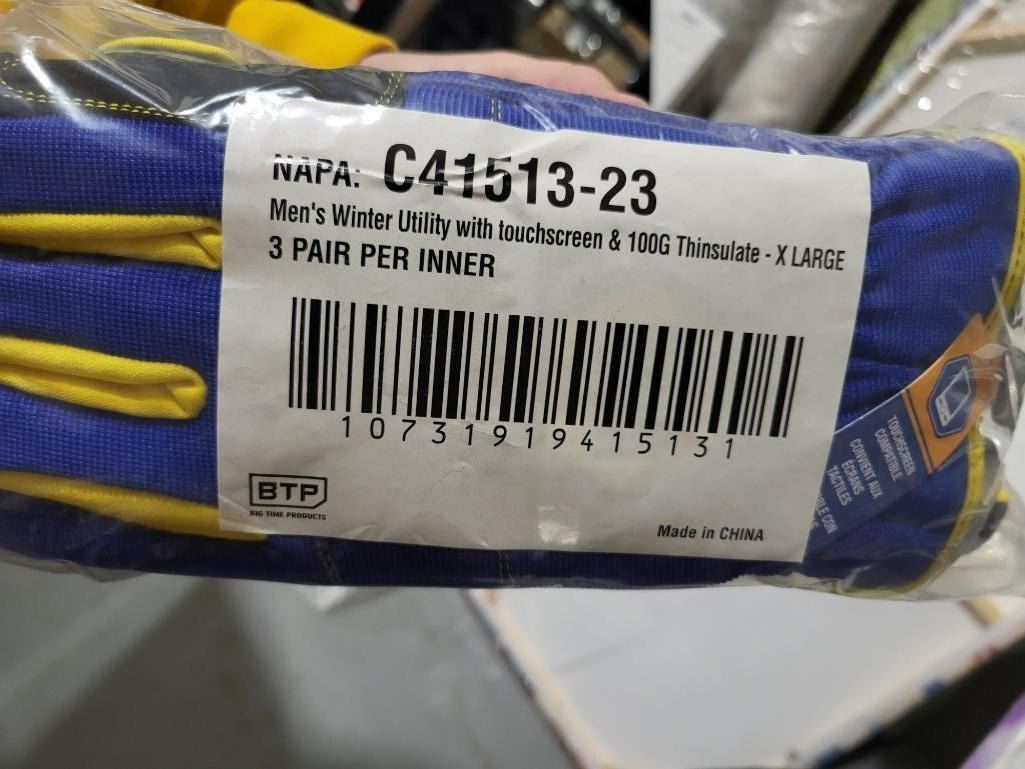 NAPA: C41513-23
Men's Winter Utility with touchscreen & 100G Thinsulate - X LARGE
3 PAIR PER INNER
10731919415131
BTP
BIG TIME PRODUCTS
Made in CHINA
TOUCHSCREEN
COMPATIBLE
CONVIENT AUX
ÉCRANS
TACTILES